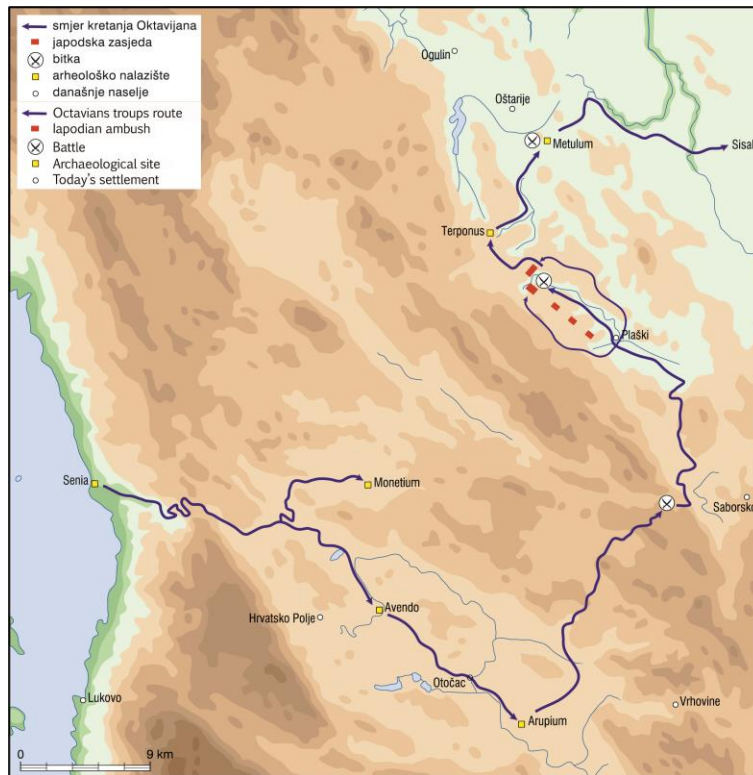 smjer kretanja Oktavijana
japodska zasjeda
bitka
arheološko nalazište
današnje naselje
Octavians troups route
Iapodian ambush
Battle
Archaeological site
Today's settlement
Ogulin
Oštarije
Metulum
Terponus
Plaški
Senia
Monetium
Saborsko
Avendo
Hrvatsko Polje
Otočac
Lukovo
Arupium
Vrhovine
0 9 km